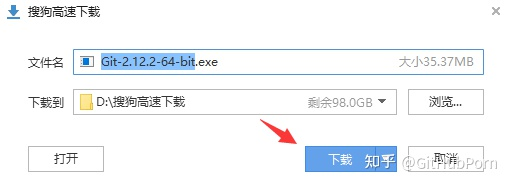 搜狗高速下载
文件名 Git-2.12.2-64-bit.exe 大小35.37MB
下载到 D:\搜狗高速下载 剩余98.0GB 浏览...
打开 下载 取消
知乎 @GitHubPorn